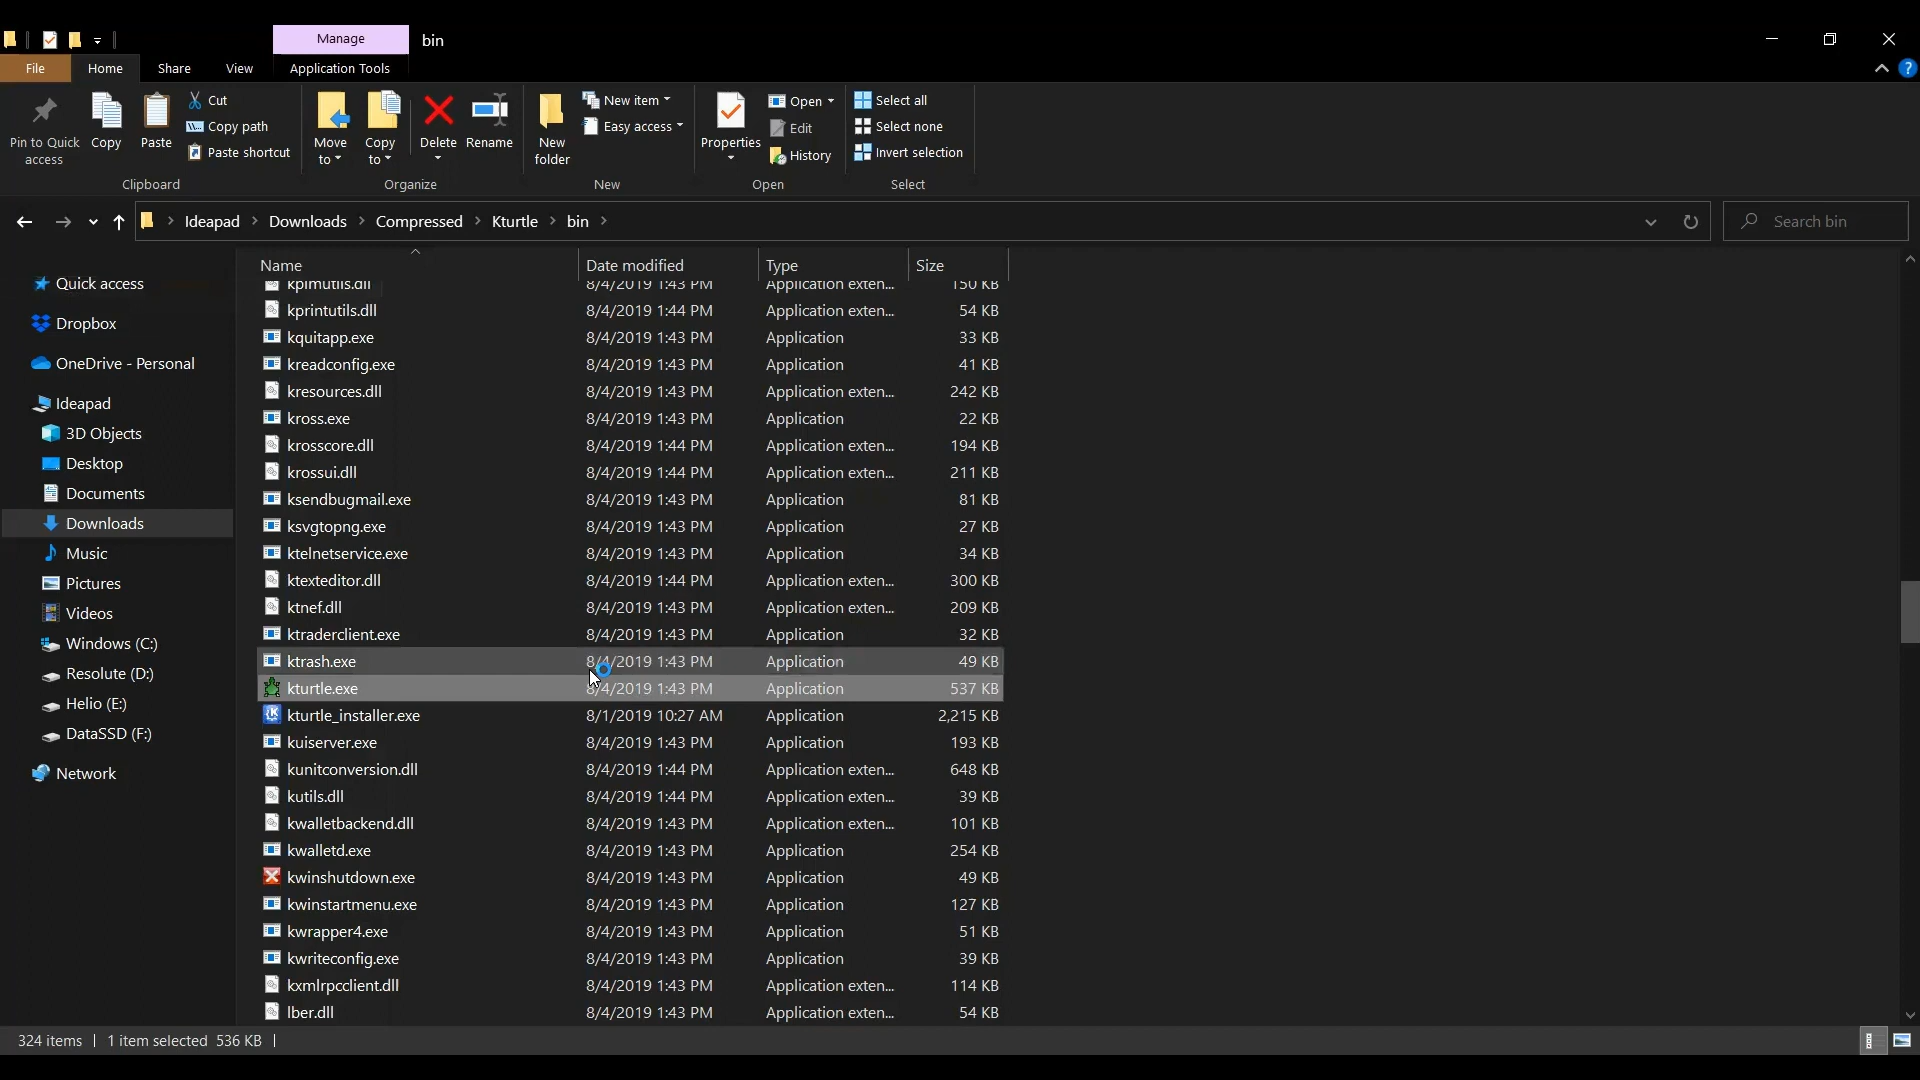 Manage
bin
File
Home
Share
View
Application Tools
?
Pin to Quick access
Copy
Paste
Cut
Copy path
Paste shortcut
Clipboard
Move to
Copy to
Delete
Rename
Organize
New folder
New item
Easy access
New
Properties
Open
Edit
History
Open
Select all
Select none
Invert selection
Select
Ideapad > Downloads > Compressed > Kturtle > bin >
Search bin
Quick access
Dropbox
OneDrive - Personal
Ideapad
3D Objects
Desktop
Documents
Downloads
Music
Pictures
Videos
Windows (C:)
Resolute (D:)
Helio (E:)
DataSSD (F:)
Network
Name Date modified Type Size
kpimutils.dll 8/4/2019 1:43 PM Application exten... 150 KB
kprintutils.dll 8/4/2019 1:44 PM Application exten... 54 KB
kquitapp.exe 8/4/2019 1:43 PM Application 33 KB
kreadconfig.exe 8/4/2019 1:43 PM Application 41 KB
kresources.dll 8/4/2019 1:43 PM Application exten... 242 KB
kross.exe 8/4/2019 1:43 PM Application 22 KB
krosscore.dll 8/4/2019 1:44 PM Application exten... 194 KB
krossui.dll 8/4/2019 1:44 PM Application exten... 211 KB
ksendbugmail.exe 8/4/2019 1:43 PM Application 81 KB
ksvgtopng.exe 8/4/2019 1:43 PM Application 27 KB
ktelnetservice.exe 8/4/2019 1:43 PM Application 34 KB
ktexteditor.dll 8/4/2019 1:44 PM Application exten... 300 KB
ktnef.dll 8/4/2019 1:43 PM Application exten... 209 KB
ktraderclient.exe 8/4/2019 1:43 PM Application 32 KB
ktrash.exe 8/4/2019 1:43 PM Application 49 KB
kturtle.exe 8/4/2019 1:43 PM Application 537 KB
kturtle_installer.exe 8/1/2019 10:27 AM Application 2,215 KB
kuiserver.exe 8/4/2019 1:43 PM Application 193 KB
kunitconversion.dll 8/4/2019 1:44 PM Application exten... 648 KB
kutils.dll 8/4/2019 1:44 PM Application exten... 39 KB
kwalletbackend.dll 8/4/2019 1:43 PM Application exten... 101 KB
kwalletd.exe 8/4/2019 1:43 PM Application 254 KB
kwinshutdown.exe 8/4/2019 1:43 PM Application 49 KB
kwinstartmenu.exe 8/4/2019 1:43 PM Application 127 KB
kwrapper4.exe 8/4/2019 1:43 PM Application 51 KB
kwriteconfig.exe 8/4/2019 1:43 PM Application 39 KB
kxmlrpcclient.dll 8/4/2019 1:43 PM Application exten... 114 KB
lber.dll 8/4/2019 1:43 PM Application exten... 54 KB
324 items | 1 item selected 536 KB |